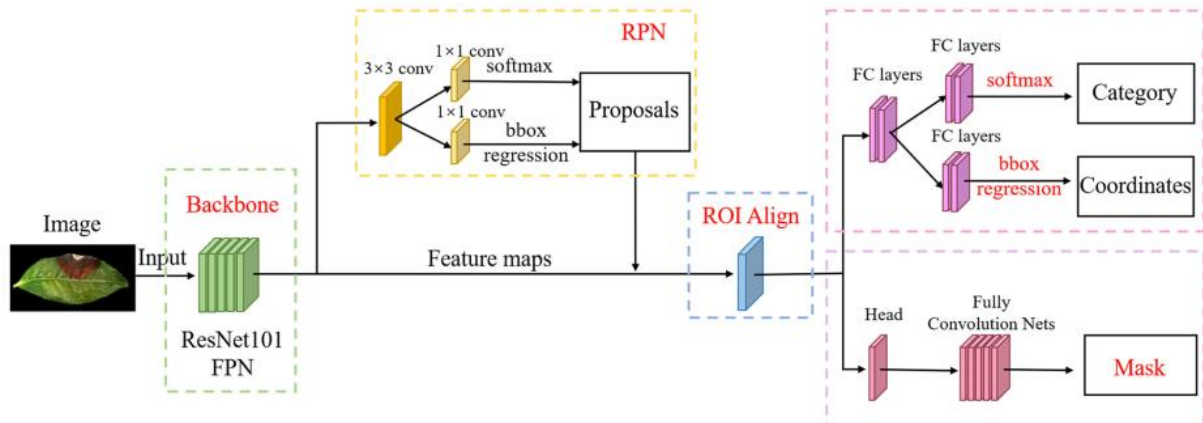 Image
Input
Backbone
ResNet101
FPN
RPN
3×3 conv
1×1 conv
softmax
1×1 conv
bbox
regression
Proposals
Feature maps
ROI Align
FC layers
FC layers
softmax
Category
FC layers
bbox
regression
Coordinates
Head
Fully
Convolution Nets
Mask